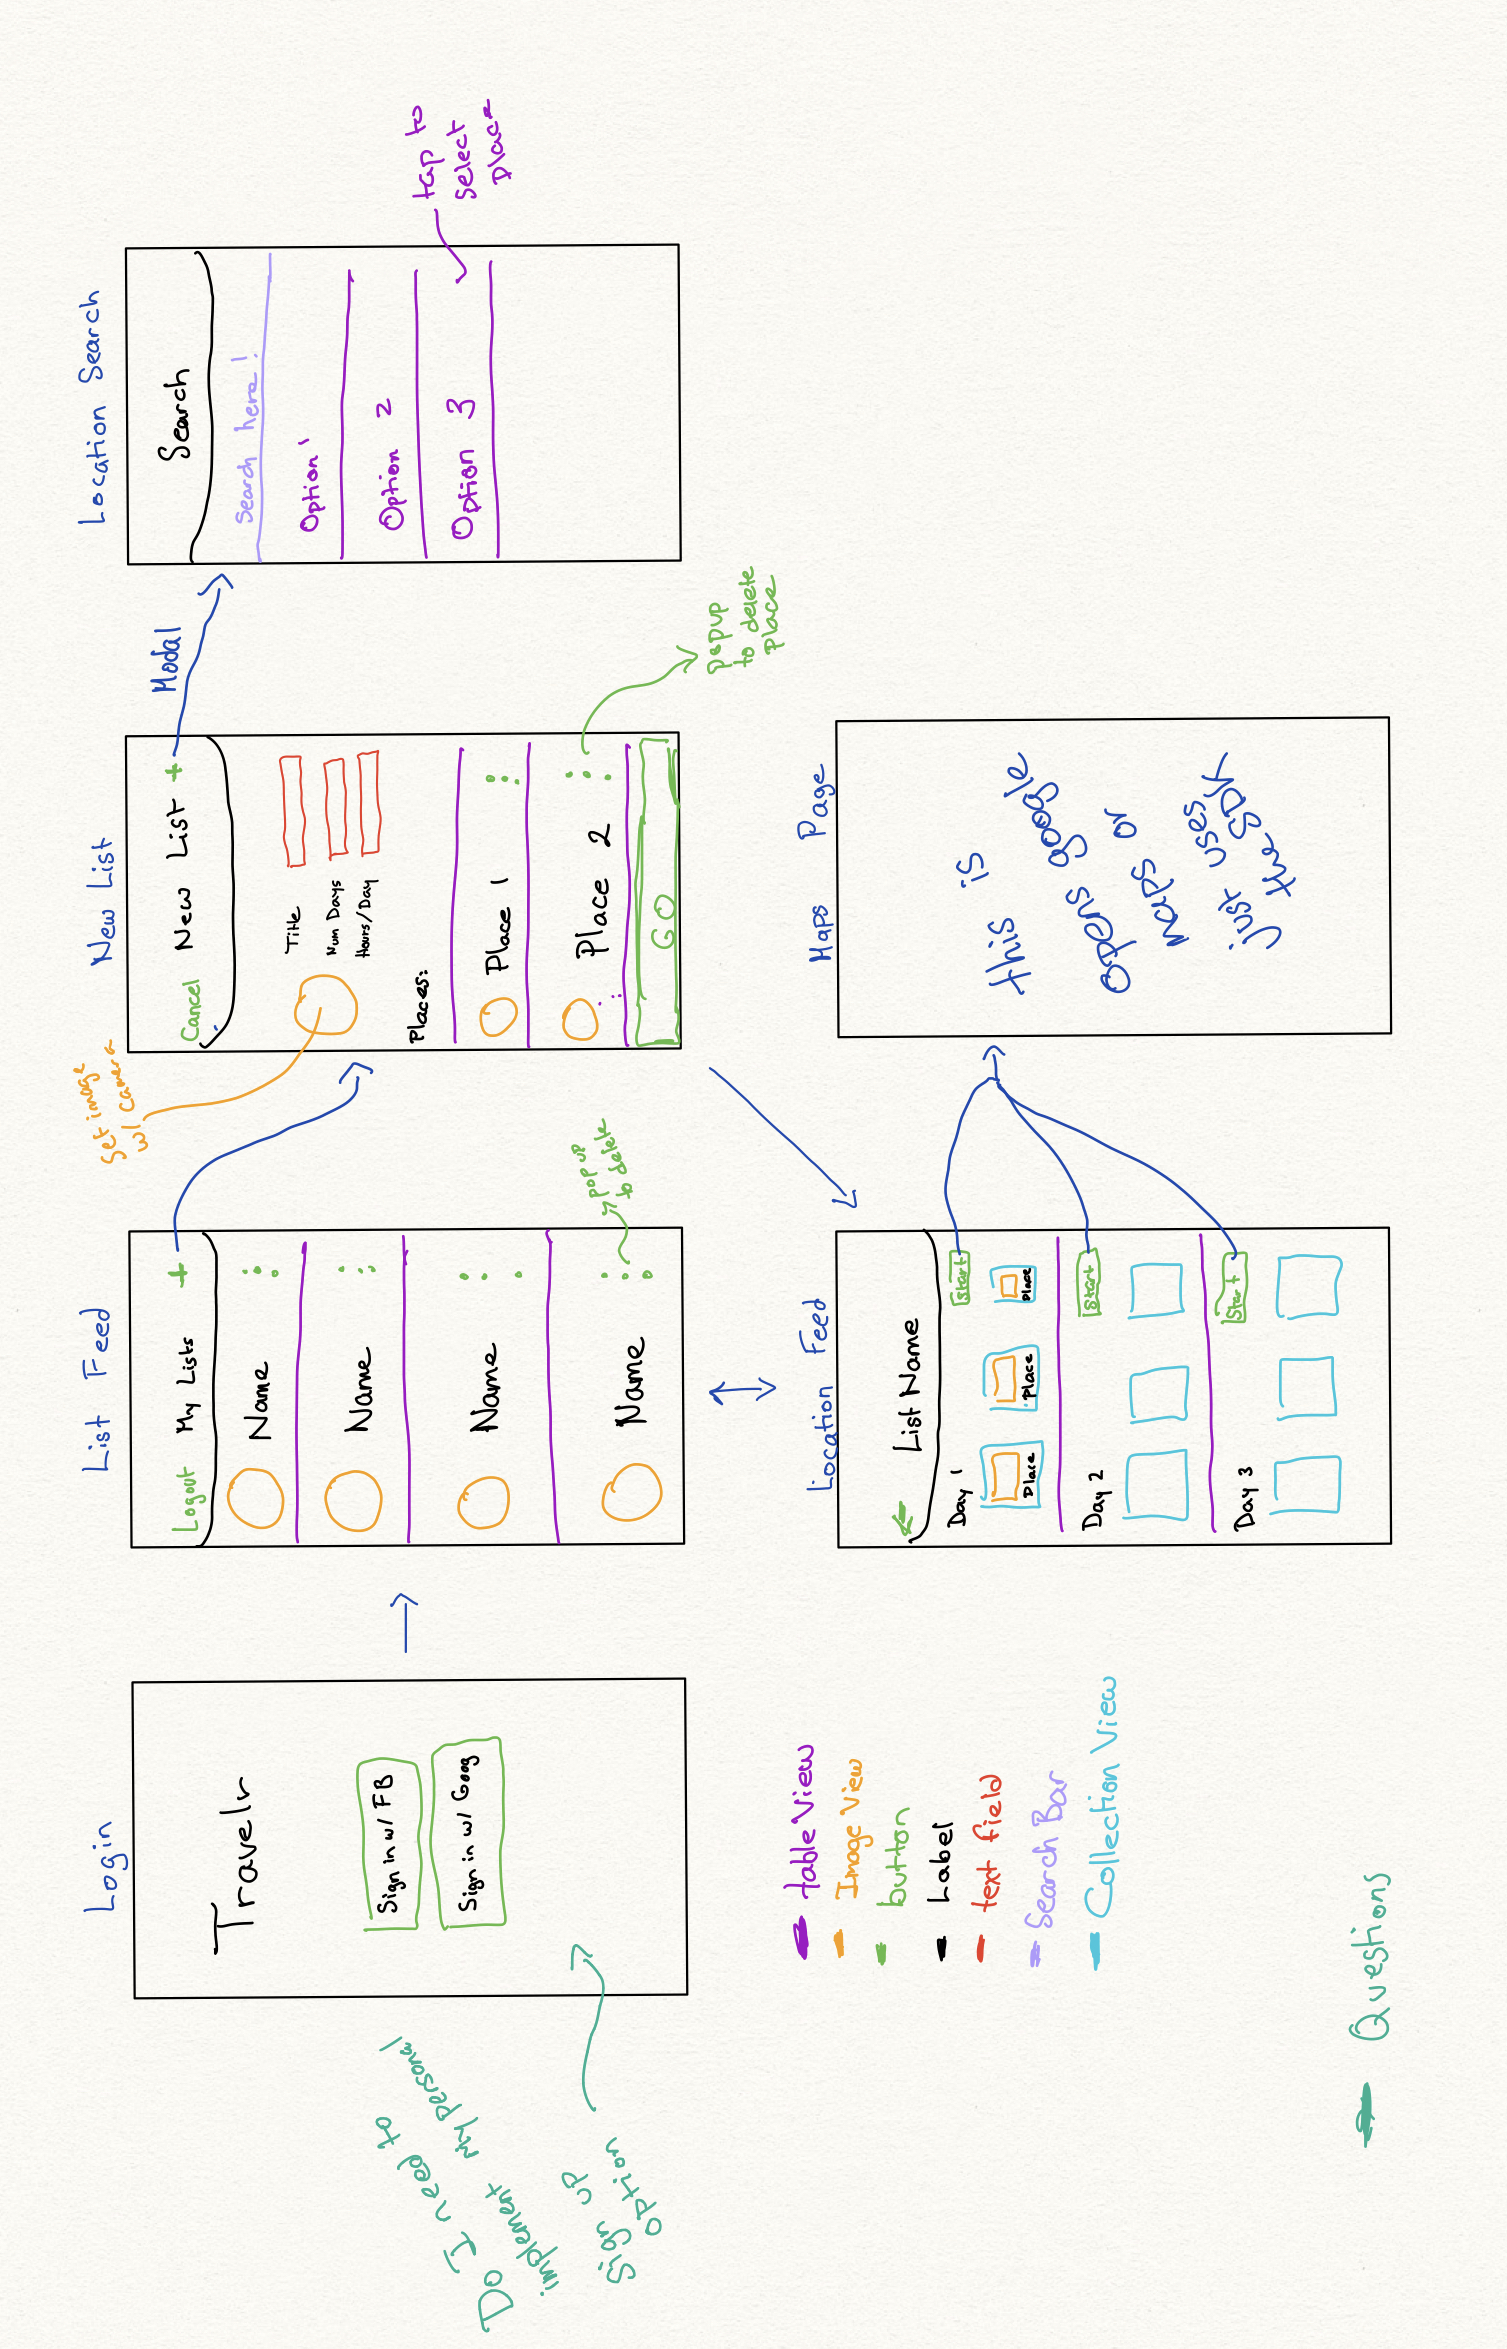 Login
Travelr
Sign in w/ FB
Sign in w/ Goog
Do I need to
implement my personal
Sign up
option
List Feed
Logout My Lists +
Name
Name
Name
Name
popup
to delete
set image
w/ camera
New List
Cancel New List +
Title
Num Days
Hours/Day
Places:
Place 1
Place 2
GO
popup
to delete
place
Modal
Location Search
Search
Search here!
Option 1
Option 2
Option 3
tap to
select
place
table View
Image View
button
Label
text field
Search Bar
Collection View
Questions
Location Feed
List Name
Day 1 start
Place Place Place
Day 2 start
Day 3 start
Maps Page
this is
opens google
maps or
just uses
the SDK